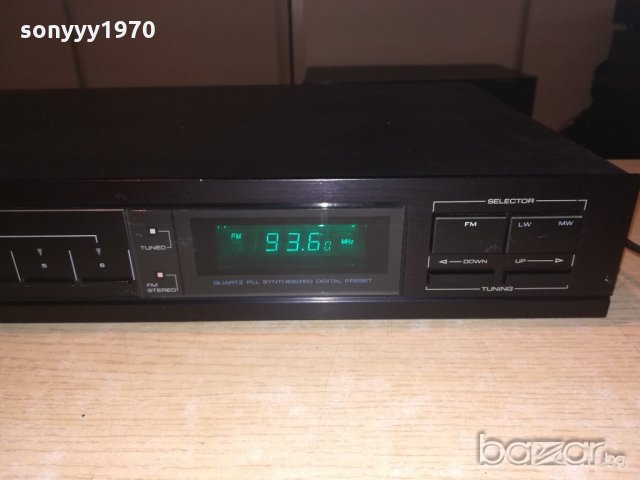 sonyyy1970
SELECTOR
FM
LW
MW
TUNED
FM
93.60
MHz
DOWN
UP
FM
STEREO
QUARTZ PLL SYNTHESIZED DIGITAL PRESET
TUNING
bazar.bg